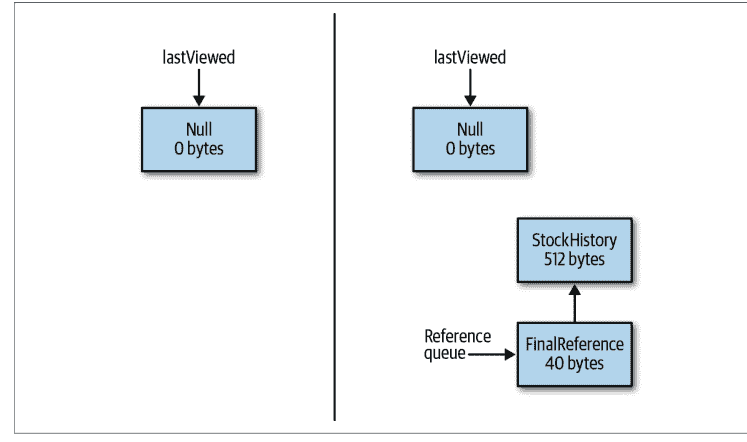 lastViewed
Null
0 bytes
lastViewed
Null
0 bytes
StockHistory
512 bytes
Reference
queue
FinalReference
40 bytes